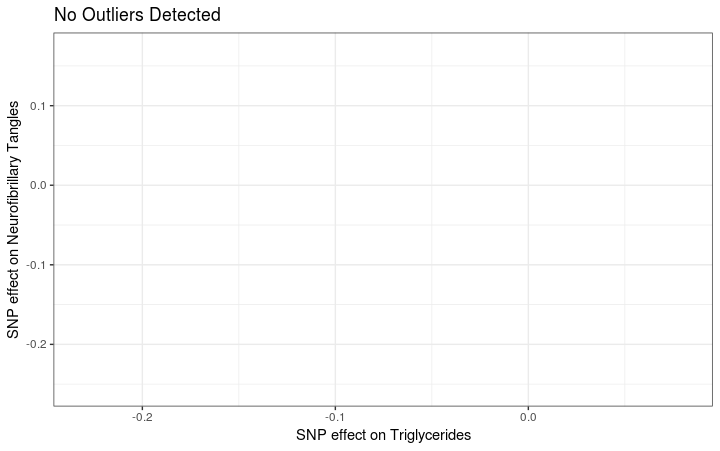 No Outliers Detected
SNP effect on Neurofibrillary Tangles
0.1
0.0
-0.1
-0.2
-0.2
-0.1
0.0
SNP effect on Triglycerides